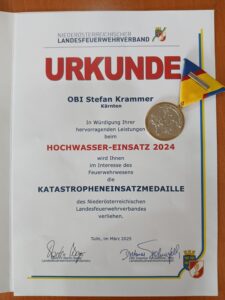 NIEDERÖSTERREICHISCHER
LANDESFEUERWEHRVERBAND
URKUNDE
OBI Stefan Krammer
Kärnten
In Würdigung Ihrer
hervorragenden Leistungen
beim
HOCHWASSER-EINSATZ 2024
wird Ihnen
im Interesse des
Feuerwehrwesens
die
KATASTROPHENEINSATZMEDAILLE
des Niederösterreichischen
Landesfeuerwehrverbandes
verliehen.
Tulln, im März 2025